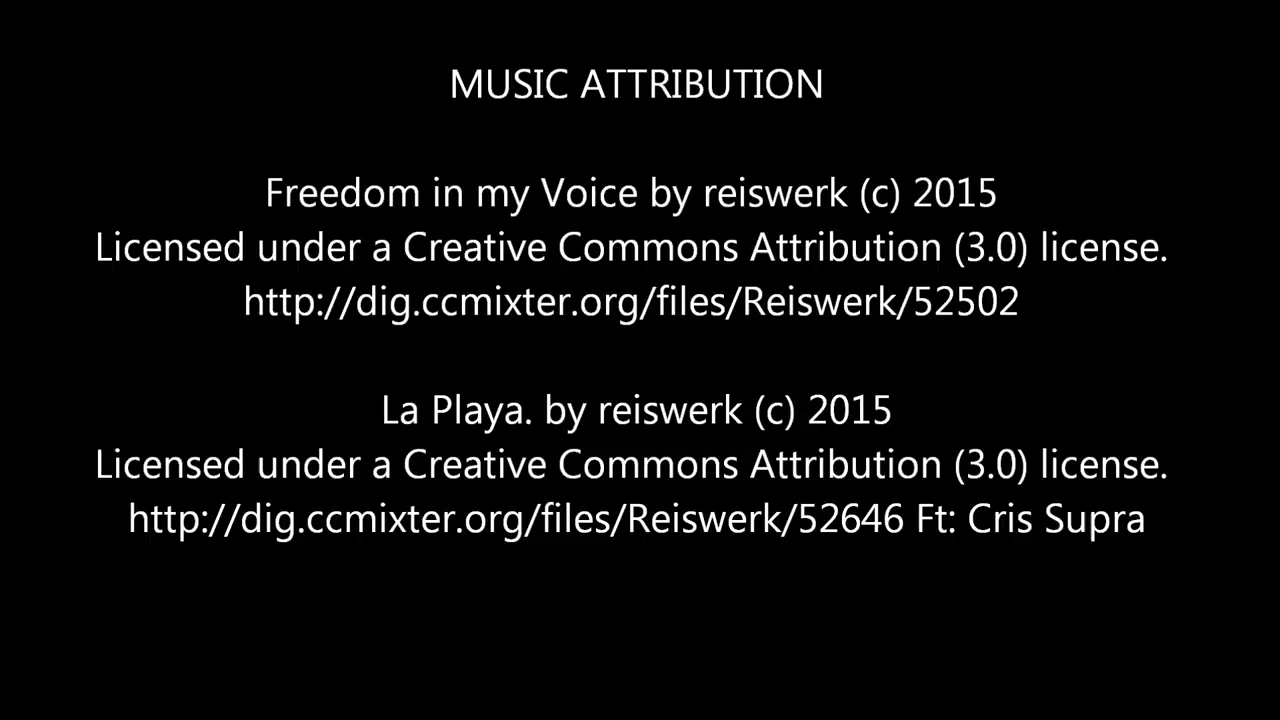 MUSIC ATTRIBUTION
Freedom in my Voice by reiswerk (c) 2015
Licensed under a Creative Commons Attribution (3.0) license.
http://dig.ccmixter.org/files/Reiswerk/52502
La Playa. by reiswerk (c) 2015
Licensed under a Creative Commons Attribution (3.0) license.
http://dig.ccmixter.org/files/Reiswerk/52646 Ft: Cris Supra